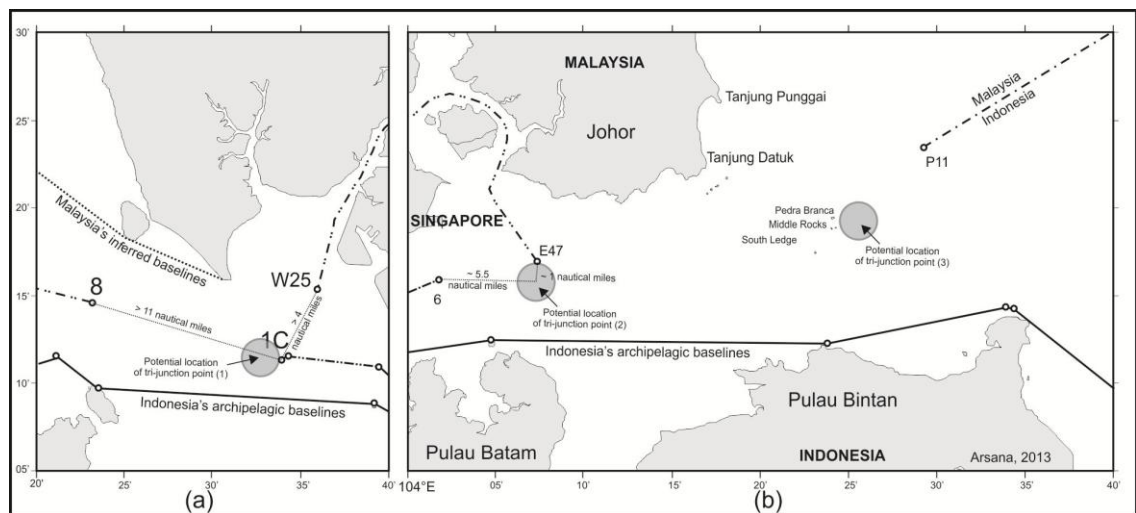 30'
25'
20'
15'
10'
05'
20'
25'
30'
35'
40'
Malaysia's inferred baselines
8
> 11 nautical miles
W25
> 4
nautical miles
1C
Potential location
of tri-junction point (1)
Indonesia's archipelagic baselines
(a)
104°E
05'
10'
15'
20'
25'
30'
35'
40'
MALAYSIA
Johor
Tanjung Punggai
Tanjung Datuk
Malaysia
Indonesia
P11
SINGAPORE
Pedra Branca
Middle Rocks
South Ledge
Potential location
of tri-junction point (3)
E47
~ 5.5
nautical miles
~ 1 nautical miles
6
Potential location
of tri-junction point (2)
Indonesia's archipelagic baselines
Pulau Batam
Pulau Bintan
INDONESIA
Arsana, 2013
(b)